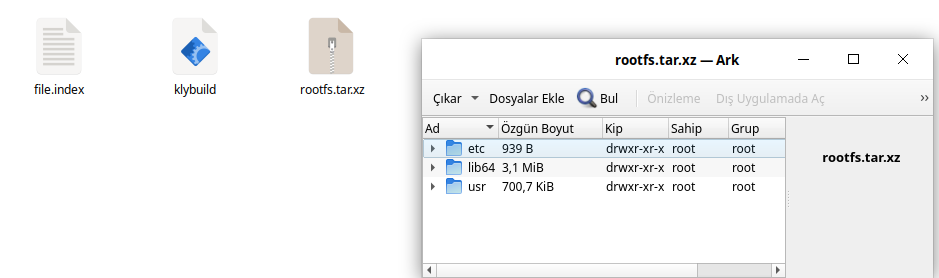 file.index
klybuild
rootfs.tar.xz
rootfs.tar.xz — Ark
Çıkar Dosyalar Ekle Bul Önizleme Dış Uygulamada Aç »
Ad Özgün Boyut Kip Sahip Grup
etc 939 B drwxr-xr-x root root
lib64 3,1 MiB drwxr-xr-x root root
usr 700,7 KiB drwxr-xr-x root root
rootfs.tar.xz